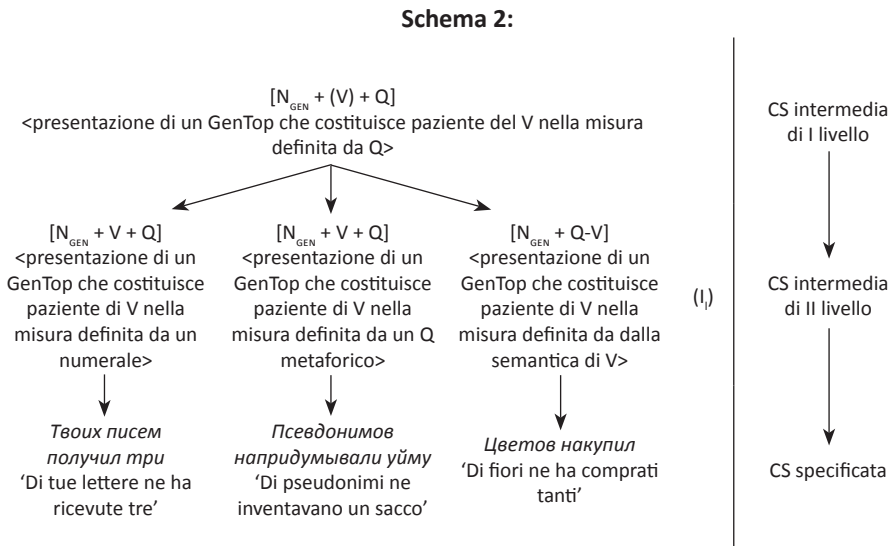 Schema 2:
[N_GEN + (V) + Q]
<presentazione di un GenTop che costituisce paziente del V nella misura
definita da Q>
CS intermedia
di I livello
[N_GEN + V + Q]
<presentazione di un
GenTop che costituisce
paziente di V nella
misura definita da un
numerale>
[N_GEN + V + Q]
<presentazione di un
GenTop che costituisce
paziente di V nella
misura definita da un Q
metaforico>
[N_GEN + Q-V]
<presentazione di un
GenTop che costituisce
paziente di V nella
misura definita da dalla
semantica di V>
(I_I)
CS intermedia
di II livello
Твоих писем
получил три
‘Di tue lettere ne ha
ricevute tre’
Псевдонимов
напридумывали уйму
‘Di pseudonimi ne
inventavano un sacco’
Цветов накупил
‘Di fiori ne ha comprati
tanti’
CS specificata